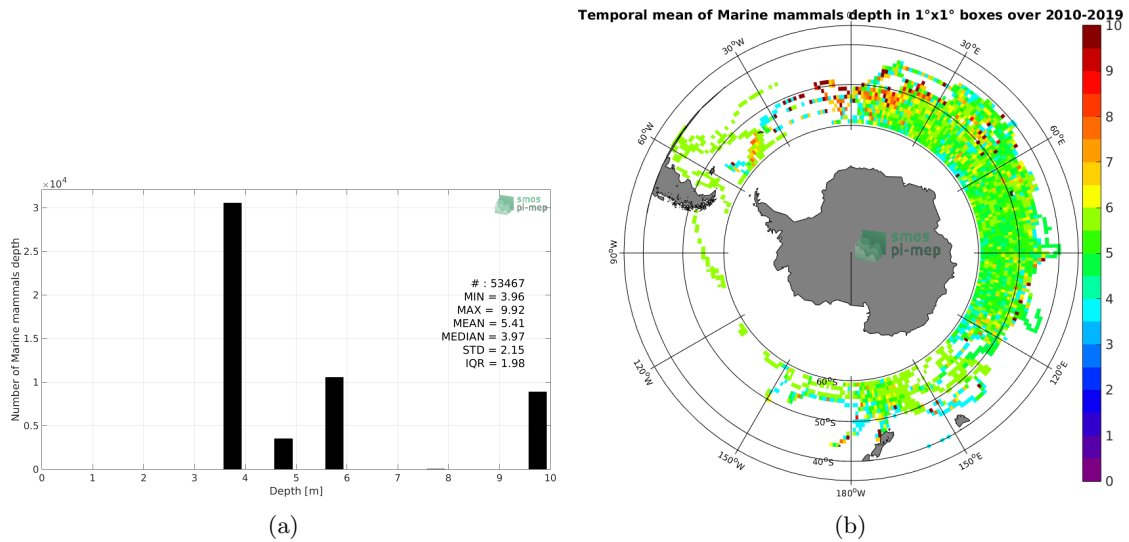 Temporal mean of Marine mammals depth in 1°x1° boxes over 2010-2019
×10⁴
3
2.5
2
1.5
1
0.5
0
Number of Marine mammals depth
0 1 2 3 4 5 6 7 8 9 10
Depth [m]
smos
pi-mep
# : 53467
MIN = 3.96
MAX = 9.92
MEAN = 5.41
MEDIAN = 3.97
STD = 2.15
IQR = 1.98
(a)
0°
30°W
30°E
60°W
60°E
90°W
120°W
120°E
150°W
150°E
180°W
60°S
50°S
40°S
smos
pi-mep
10
9
8
7
6
5
4
3
2
1
0
(b)